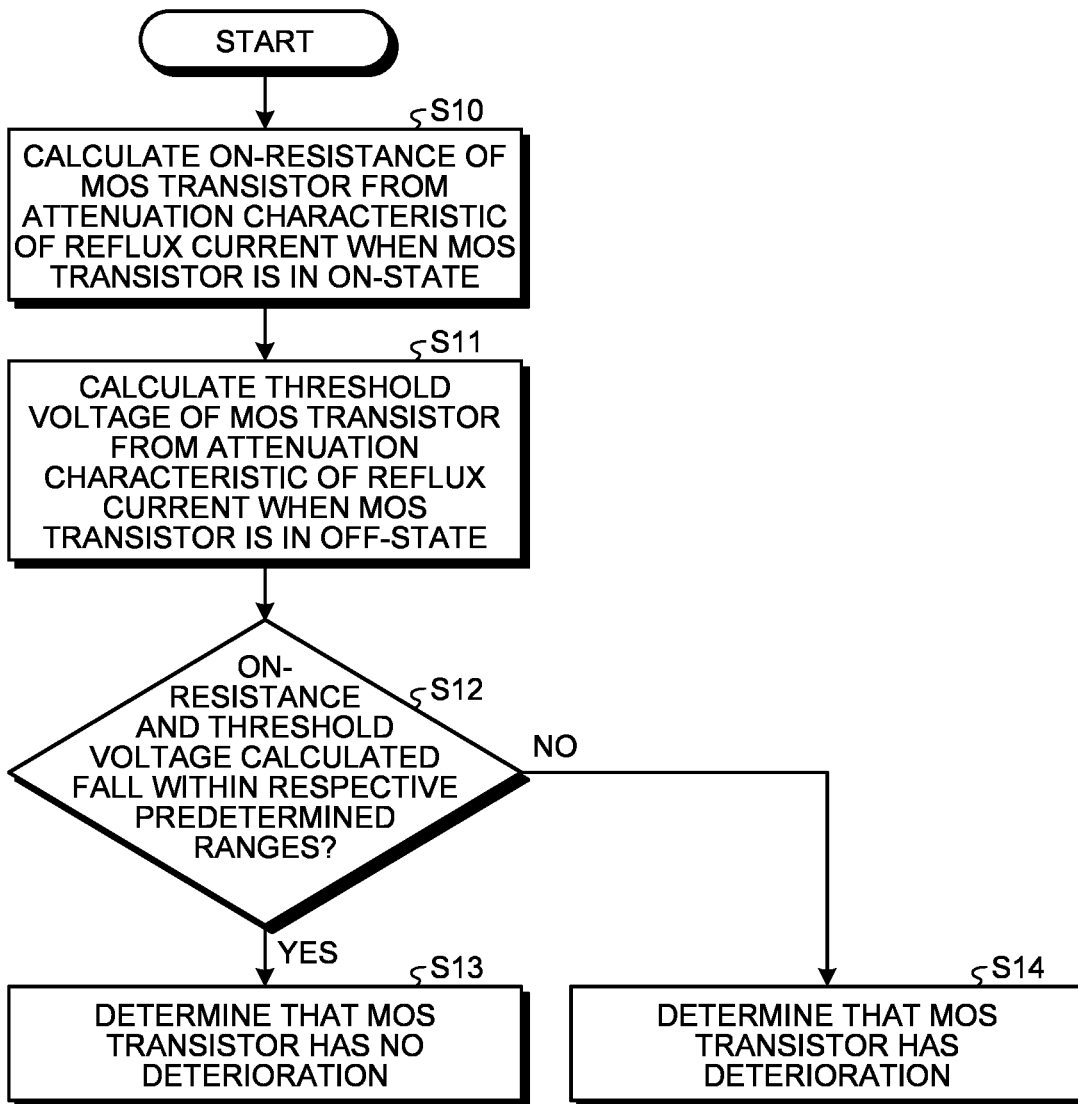 START
S10
CALCULATE ON-RESISTANCE OF
MOS TRANSISTOR FROM
ATTENUATION CHARACTERISTIC
OF REFLUX CURRENT WHEN MOS
TRANSISTOR IS IN ON-STATE
S11
CALCULATE THRESHOLD
VOLTAGE OF MOS TRANSISTOR
FROM ATTENUATION
CHARACTERISTIC OF REFLUX
CURRENT WHEN MOS
TRANSISTOR IS IN OFF-STATE
S12
ON-
RESISTANCE
AND THRESHOLD
VOLTAGE CALCULATED
FALL WITHIN RESPECTIVE
PREDETERMINED
RANGES?
NO
YES
S13
DETERMINE THAT MOS
TRANSISTOR HAS NO
DETERIORATION
S14
DETERMINE THAT MOS
TRANSISTOR HAS
DETERIORATION